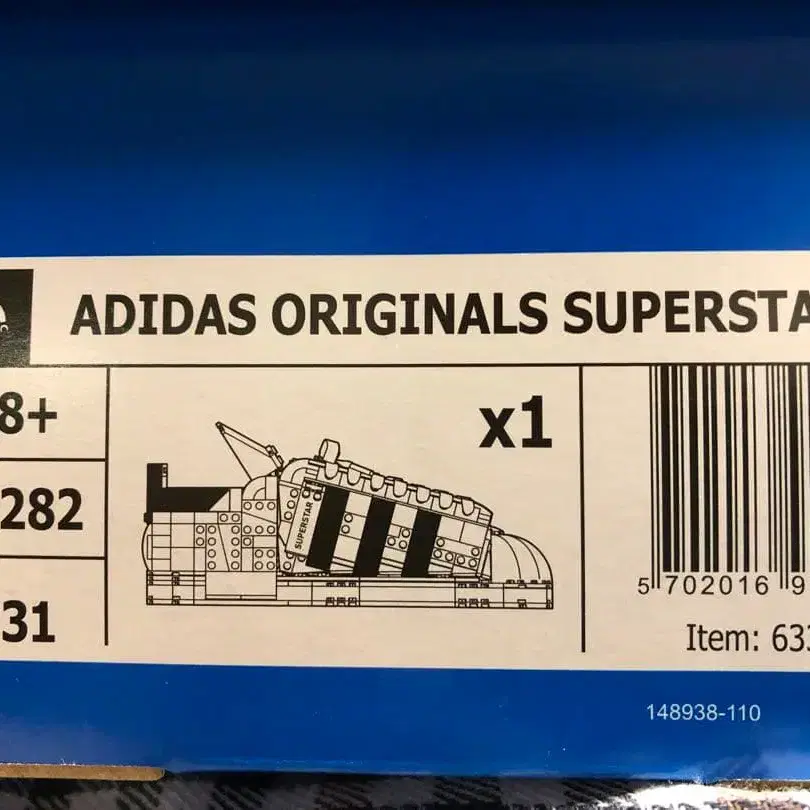 ADIDAS ORIGINALS SUPERSTA
8+
x1
282
SUPERSTAR
31
5 702016 9
Item: 63
148938-110